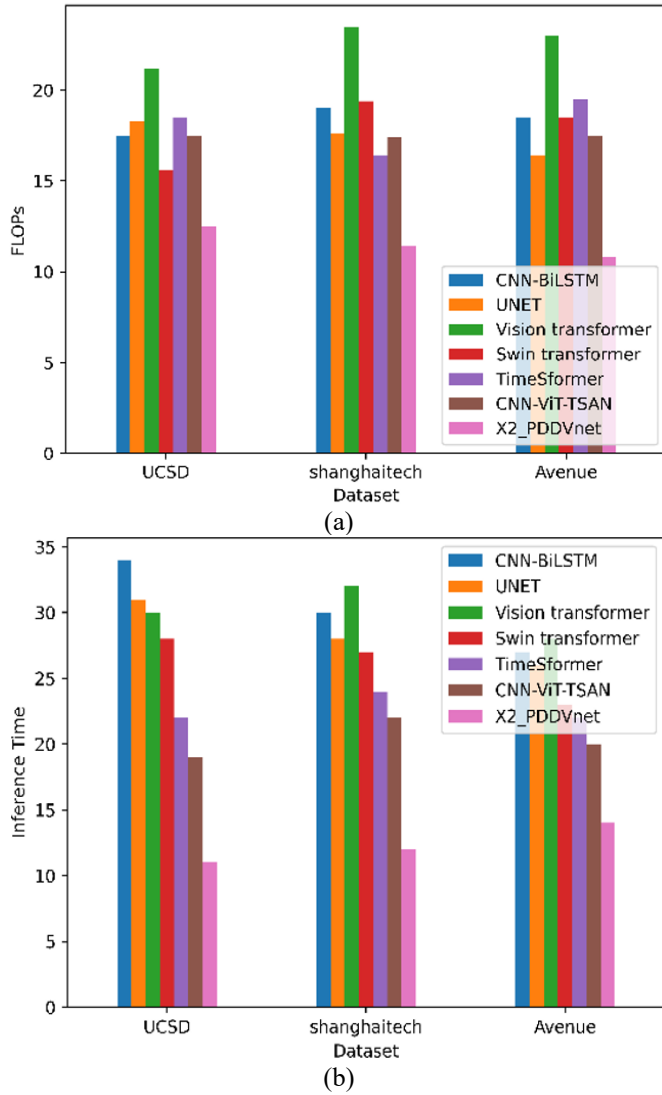 20
15
10
5
0
FLOPs
CNN-BiLSTM
UNET
Vision transformer
Swin transformer
TimeSformer
CNN-ViT-TSAN
X2_PDDVnet
UCSD
shanghaitech
Avenue
Dataset
(a)
35
30
25
20
15
10
5
0
Inference Time
CNN-BiLSTM
UNET
Vision transformer
Swin transformer
TimeSformer
CNN-ViT-TSAN
X2_PDDVnet
UCSD
shanghaitech
Avenue
Dataset
(b)